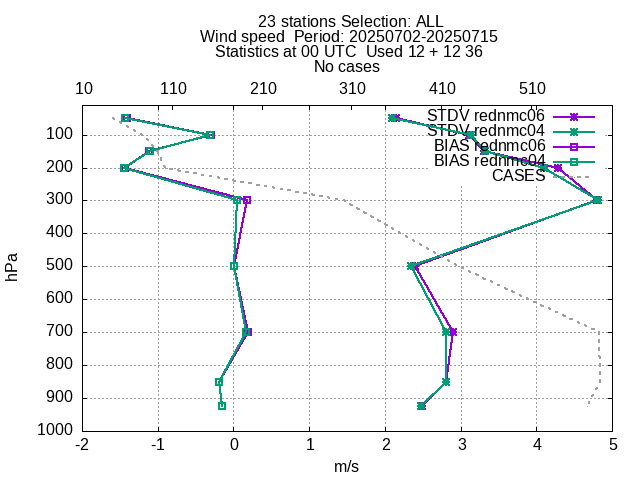 23 stations Selection: ALL
Wind speed  Period: 20250702-20250715
Statistics at 00 UTC  Used 12 + 12 36
No cases
10 110 210 310 410 510
STDV rednmc06
STDV rednmc04
BIAS rednmc06
BIAS rednmc04
CASES
100
200
300
400
500
600
700
800
900
1000
hPa
-2 -1 0 1 2 3 4 5
m/s